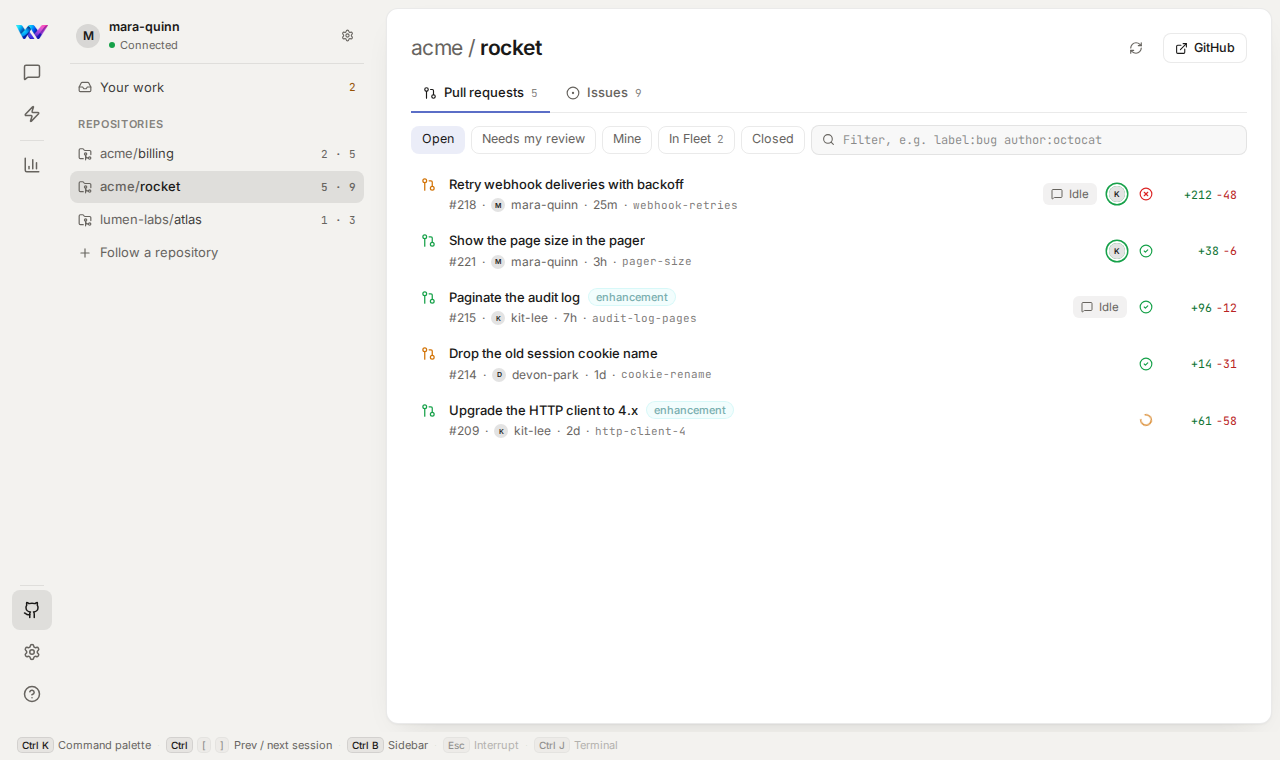 M mara-quinn
Connected
Your work 2
REPOSITORIES
acme/billing 2 · 5
acme/rocket 5 · 9
lumen-labs/atlas 1 · 3
Follow a repository
acme / rocket
GitHub
Pull requests 5 Issues 9
Open Needs my review Mine In Fleet 2 Closed Filter, e.g. label:bug author:octocat
Retry webhook deliveries with backoff
#218 · M mara-quinn · 25m · webhook-retries
Idle K +212 -48
Show the page size in the pager
#221 · M mara-quinn · 3h · pager-size
K +38 -6
Paginate the audit log enhancement
#215 · K kit-lee · 7h · audit-log-pages
Idle +96 -12
Drop the old session cookie name
#214 · D devon-park · 1d · cookie-rename
+14 -31
Upgrade the HTTP client to 4.x enhancement
#209 · K kit-lee · 2d · http-client-4
+61 -58
Ctrl K Command palette Ctrl [ ] Prev / next session Ctrl B Sidebar Esc Interrupt Ctrl J Terminal